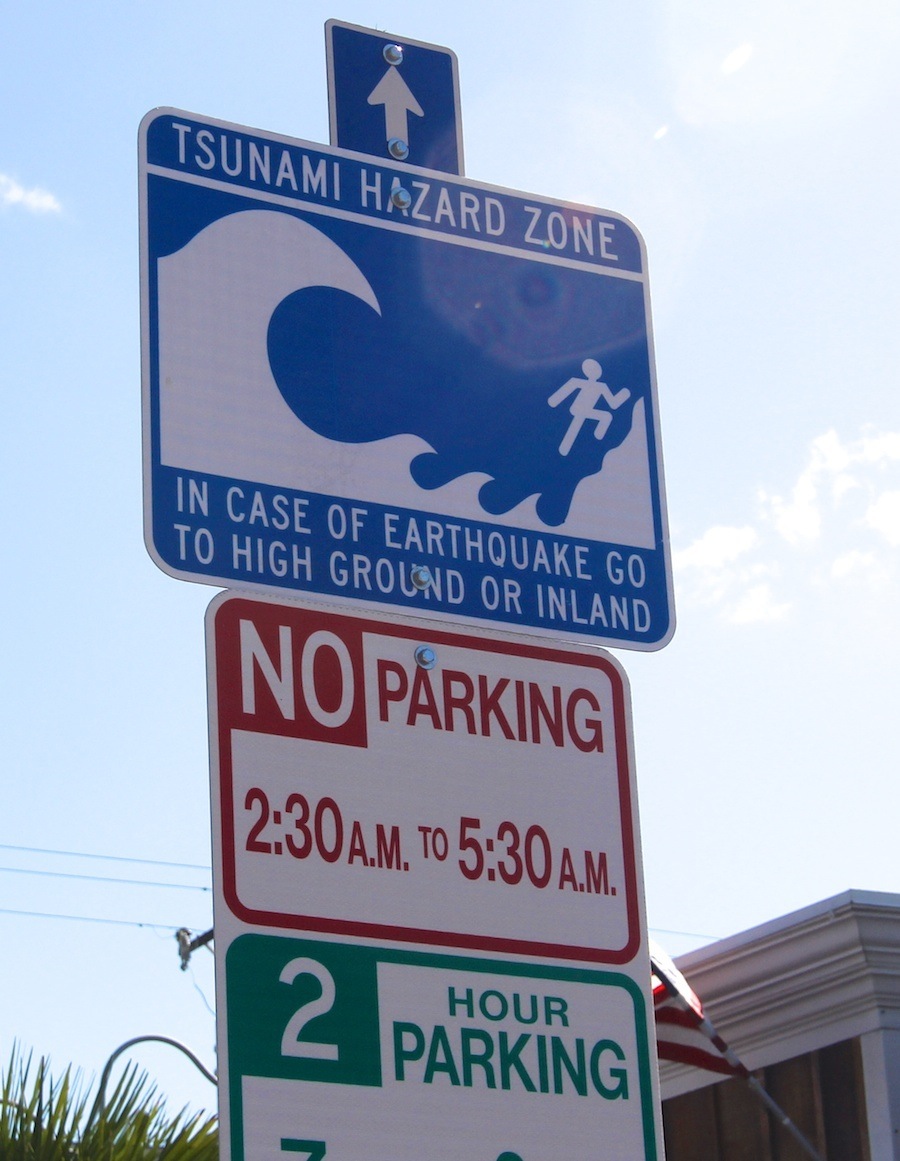 TSUNAMI HAZARD ZONE
IN CASE OF EARTHQUAKE GO
TO HIGH GROUND OR INLAND
NO PARKING
2:30 A.M. TO 5:30 A.M.
2 HOUR
PARKING